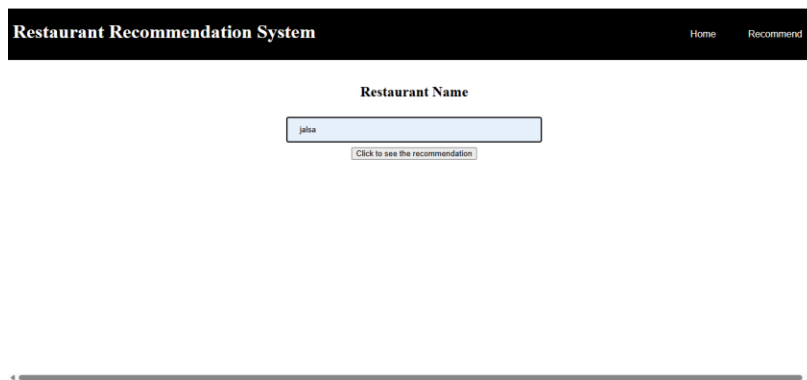 Restaurant Recommendation System
Home Recommend
Restaurant Name
jalsa
Click to see the recommendation